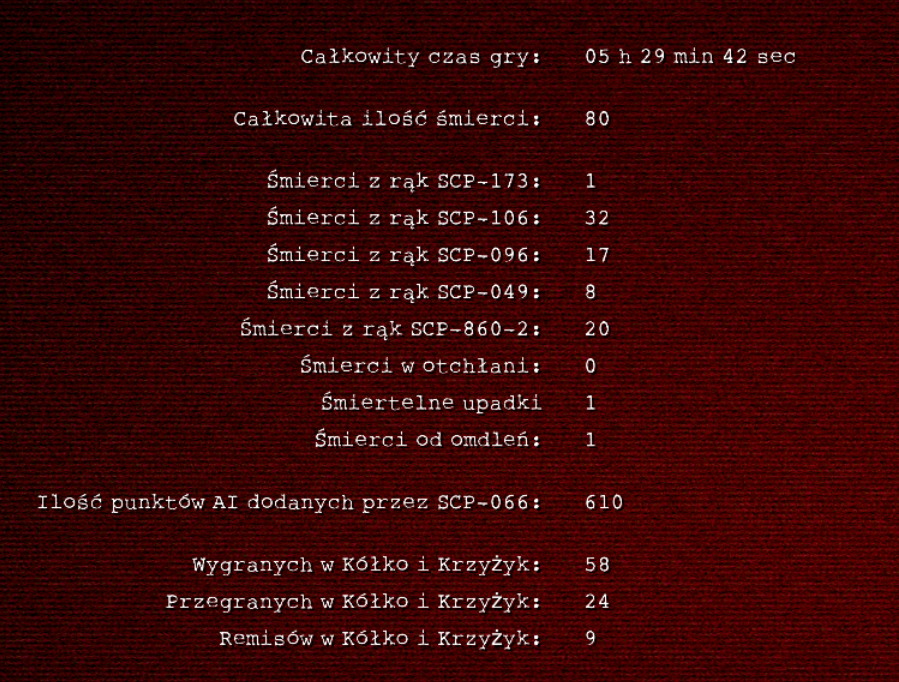 Całkowity czas gry: 05 h 29 min 42 sec
Całkowita ilość śmierci: 80
Śmierci z rąk SCP-173: 1
Śmierci z rąk SCP-106: 32
Śmierci z rąk SCP-096: 17
Śmierci z rąk SCP-049: 8
Śmierci z rąk SCP-860-2: 20
Śmierci w otchłani: 0
Śmiertelne upadki 1
Śmierci od omdleń: 1
Ilość punktów AI dodanych przez SCP-066: 610
Wygranych w Kółko i Krzyżyk: 58
Przegranych w Kółko i Krzyżyk: 24
Remisów w Kółko i Krzyżyk: 9